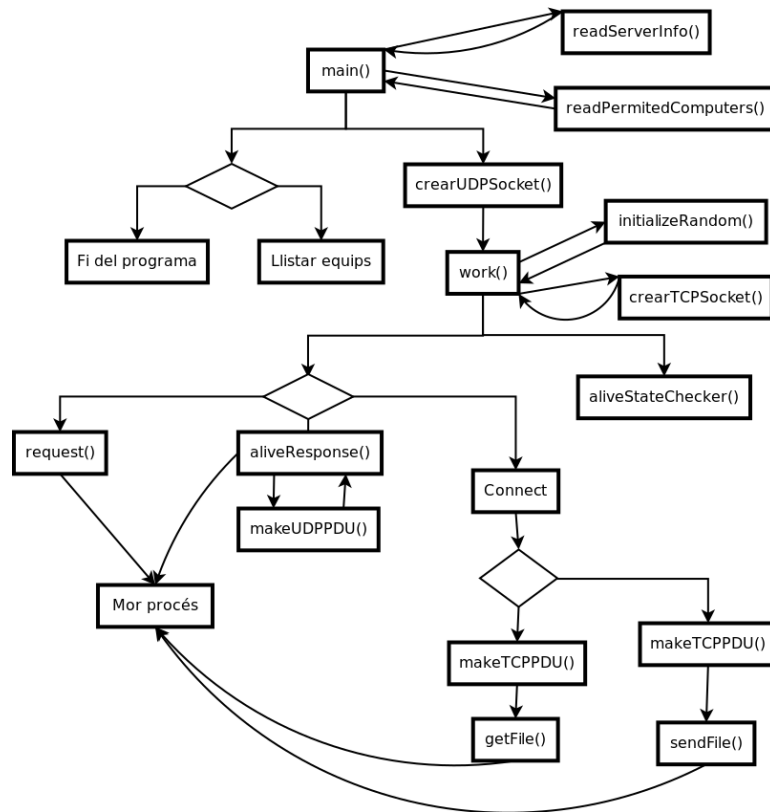 readServerInfo()
main()
readPermitedComputers()
crearUDPSocket()
initializeRandom()
Fi del programa
Llistar equips
work()
crearTCPSocket()
aliveStateChecker()
request()
aliveResponse()
Connect
makeUDPPDU()
Mor procés
makeTCPPDU()
makeTCPPDU()
getFile()
sendFile()